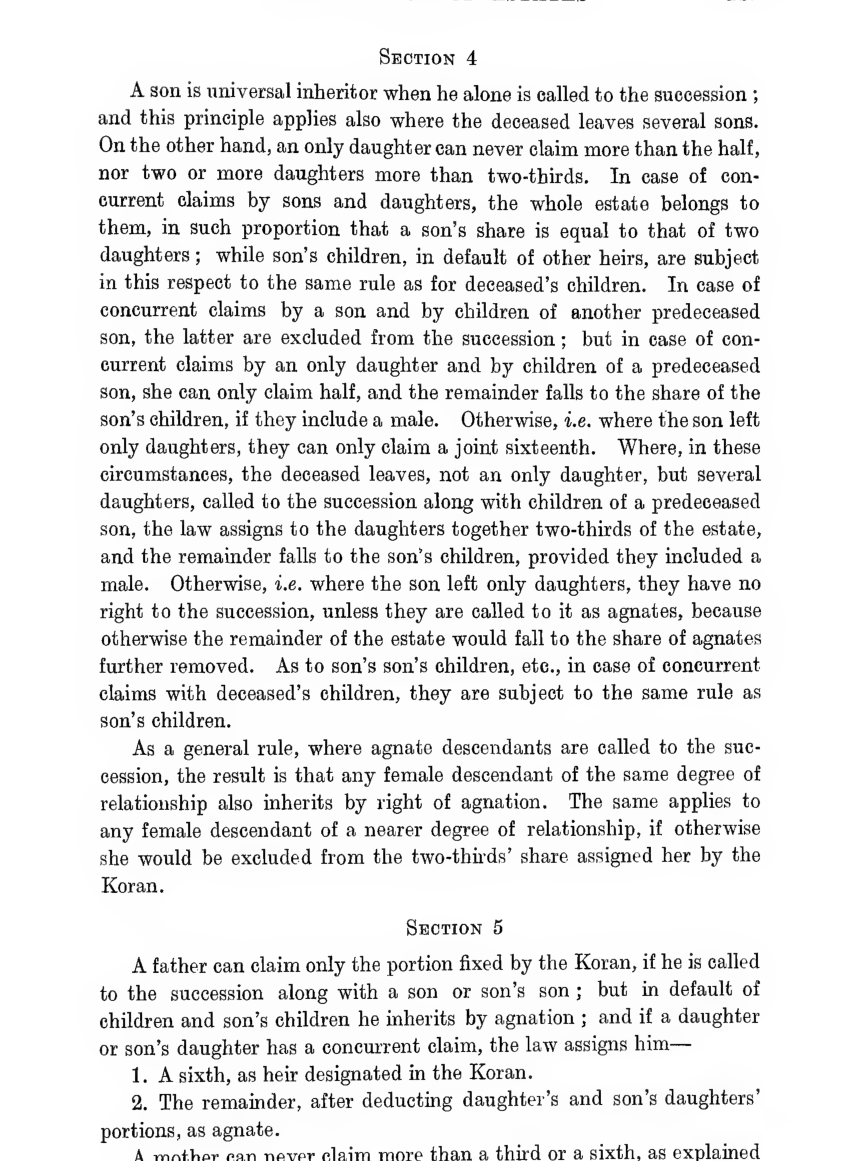 SECTION 4
A son is universal inheritor when he alone is called to the succession ;
and this principle applies also where the deceased leaves several sons.
On the other hand, an only daughter can never claim more than the half,
nor two or more daughters more than two-thirds. In case of con-
current claims by sons and daughters, the whole estate belongs to
them, in such proportion that a son's share is equal to that of two
daughters ; while son's children, in default of other heirs, are subject
in this respect to the same rule as for deceased's children. In case of
concurrent claims by a son and by children of another predeceased
son, the latter are excluded from the succession ; but in case of con-
current claims by an only daughter and by children of a predeceased
son, she can only claim half, and the remainder falls to the share of the
son's children, if they include a male. Otherwise, i.e. where the son left
only daughters, they can only claim a joint sixteenth. Where, in these
circumstances, the deceased leaves, not an only daughter, but several
daughters, called to the succession along with children of a predeceased
son, the law assigns to the daughters together two-thirds of the estate,
and the remainder falls to the son's children, provided they included a
male. Otherwise, i.e. where the son left only daughters, they have no
right to the succession, unless they are called to it as agnates, because
otherwise the remainder of the estate would fall to the share of agnates
further removed. As to son's son's children, etc., in case of concurrent
claims with deceased's children, they are subject to the same rule as
son's children.
As a general rule, where agnate descendants are called to the suc-
cession, the result is that any female descendant of the same degree of
relationship also inherits by right of agnation. The same applies to
any female descendant of a nearer degree of relationship, if otherwise
she would be excluded from the two-thirds' share assigned her by the
Koran.
SECTION 5
A father can claim only the portion fixed by the Koran, if he is called
to the succession along with a son or son's son ; but in default of
children and son's children he inherits by agnation ; and if a daughter
or son's daughter has a concurrent claim, the law assigns him—
1. A sixth, as heir designated in the Koran.
2. The remainder, after deducting daughter's and son's daughters'
portions, as agnate.
A mother can never claim more than a third or a sixth, as explained